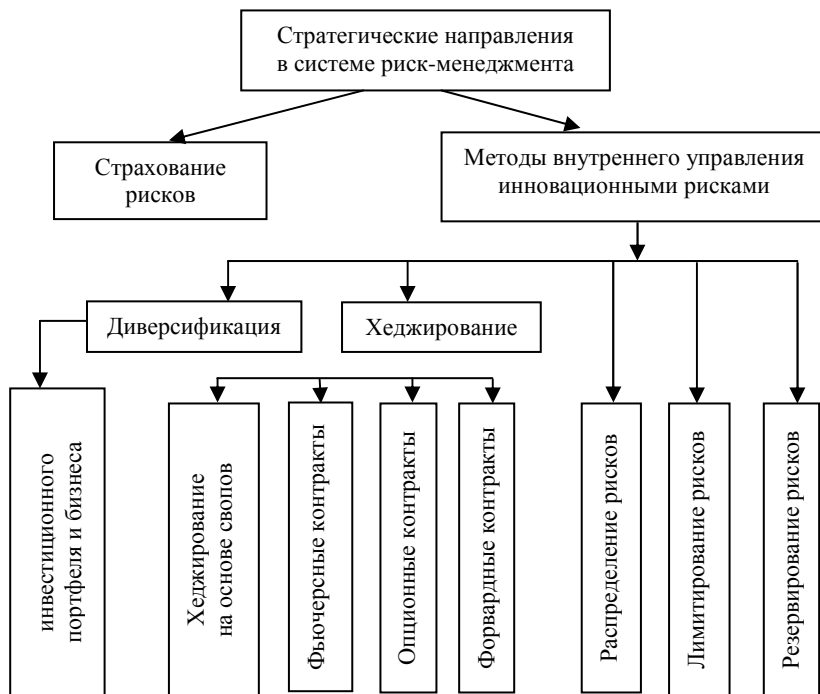 Стратегические направления
в системе риск-менеджмента
Страхование
рисков
Методы внутреннего управления
инновационными рисками
Диверсификация
Хеджирование
инвестиционного
портфеля и бизнеса
Хеджирование
на основе свопов
Фьючерсные контракты
Опционные контракты
Форвардные контракты
Распределение рисков
Лимитирование рисков
Резервирование рисков